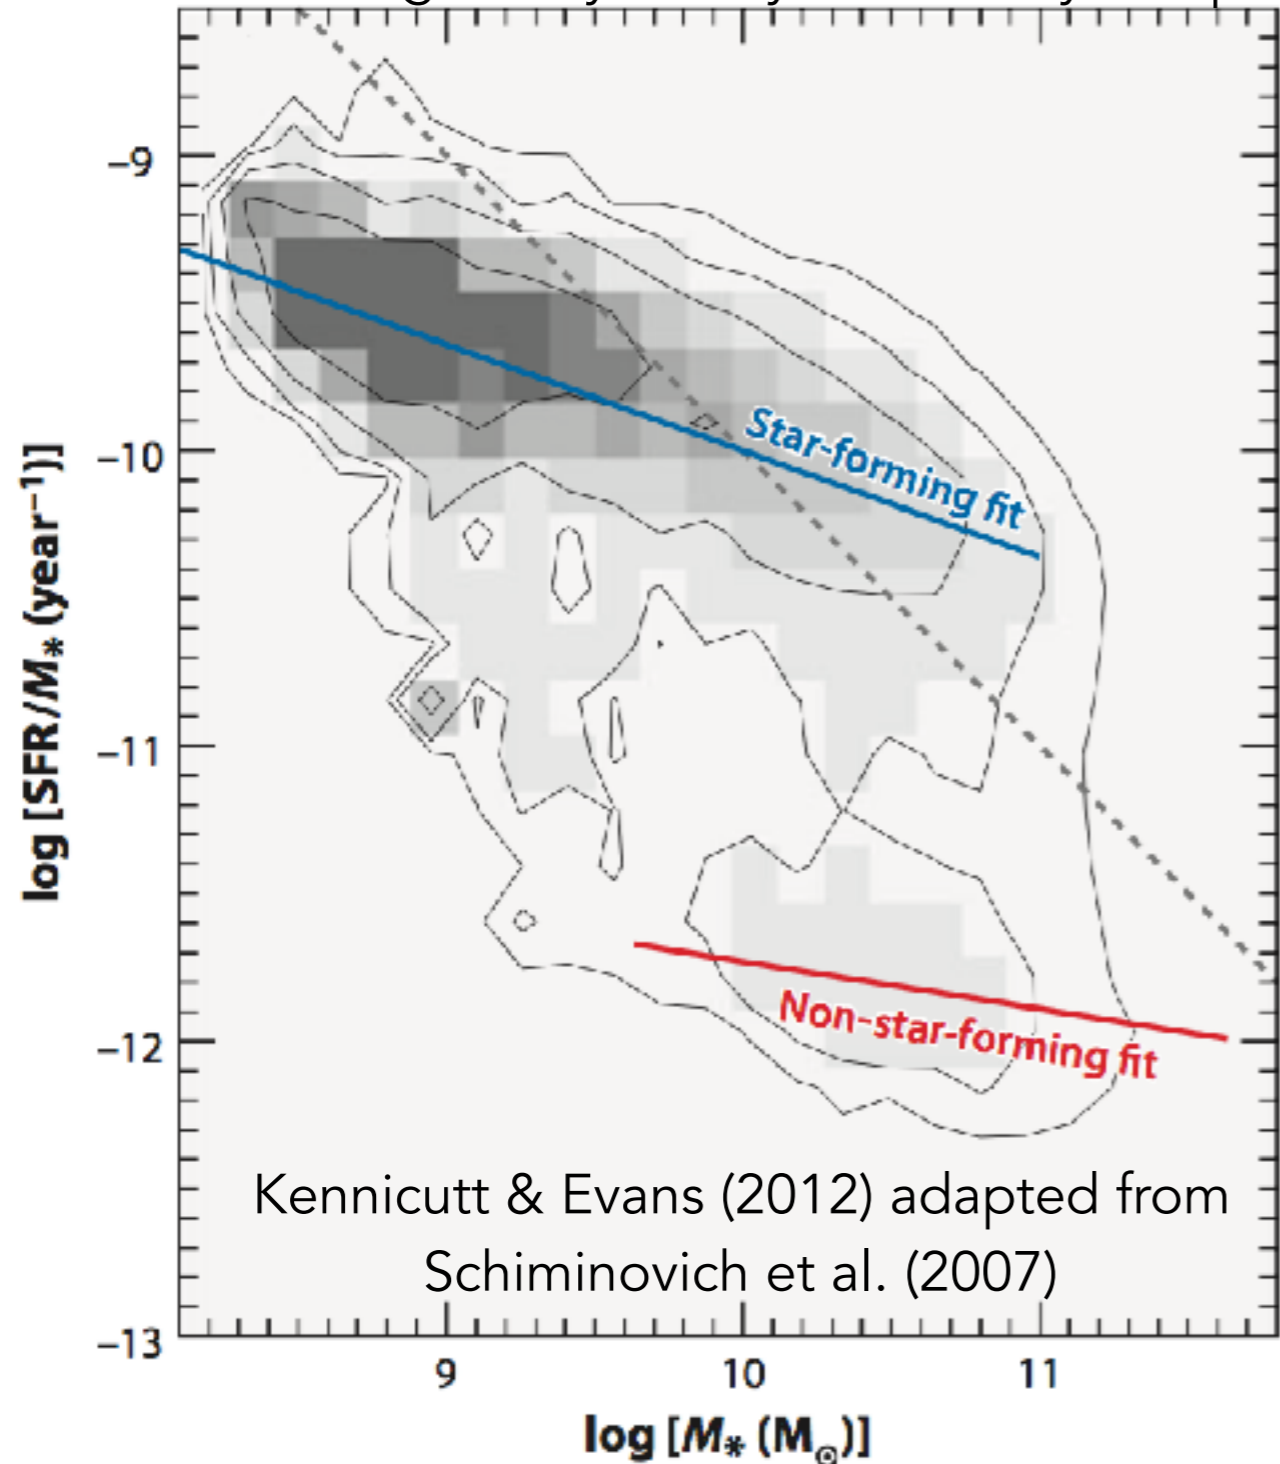 −9
−10
−11
−12
−13
9
10
11
log [SFR/M* (year⁻¹)]
log [M* (M⊙)]
Star-forming fit
Non-star-forming fit
Kennicutt & Evans (2012) adapted from
Schiminovich et al. (2007)